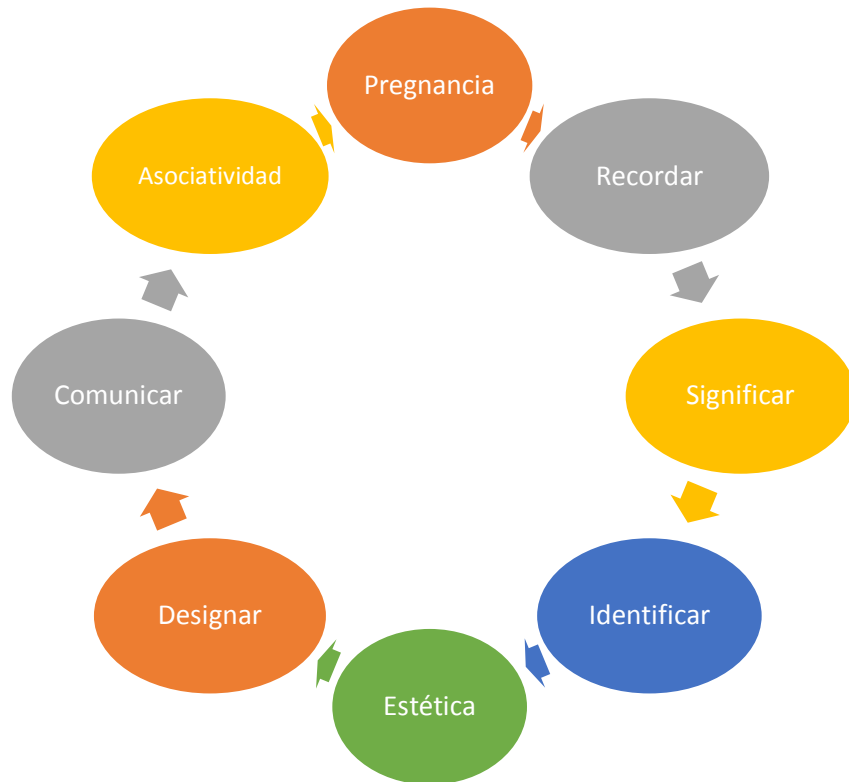 Pregnancia
Recordar
Significar
Identificar
Estética
Designar
Comunicar
Asociatividad